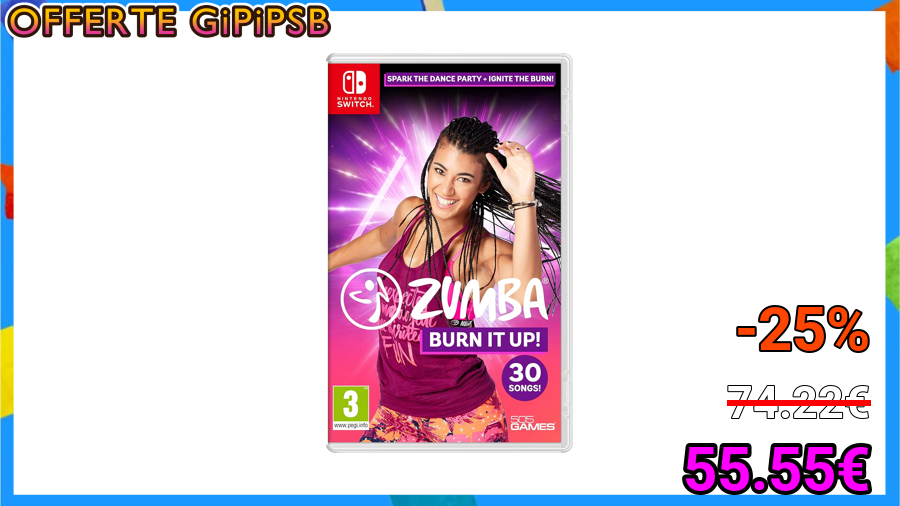 OFFERTE GiPiPSB
NINTENDO
SWITCH.
SPARK THE DANCE PARTY + IGNITE THE BURN!
ZUMBA
BURN IT UP!
30
SONGS!
3
www.pegi.info
505
GAMES
-25%
74.22€
55.55€